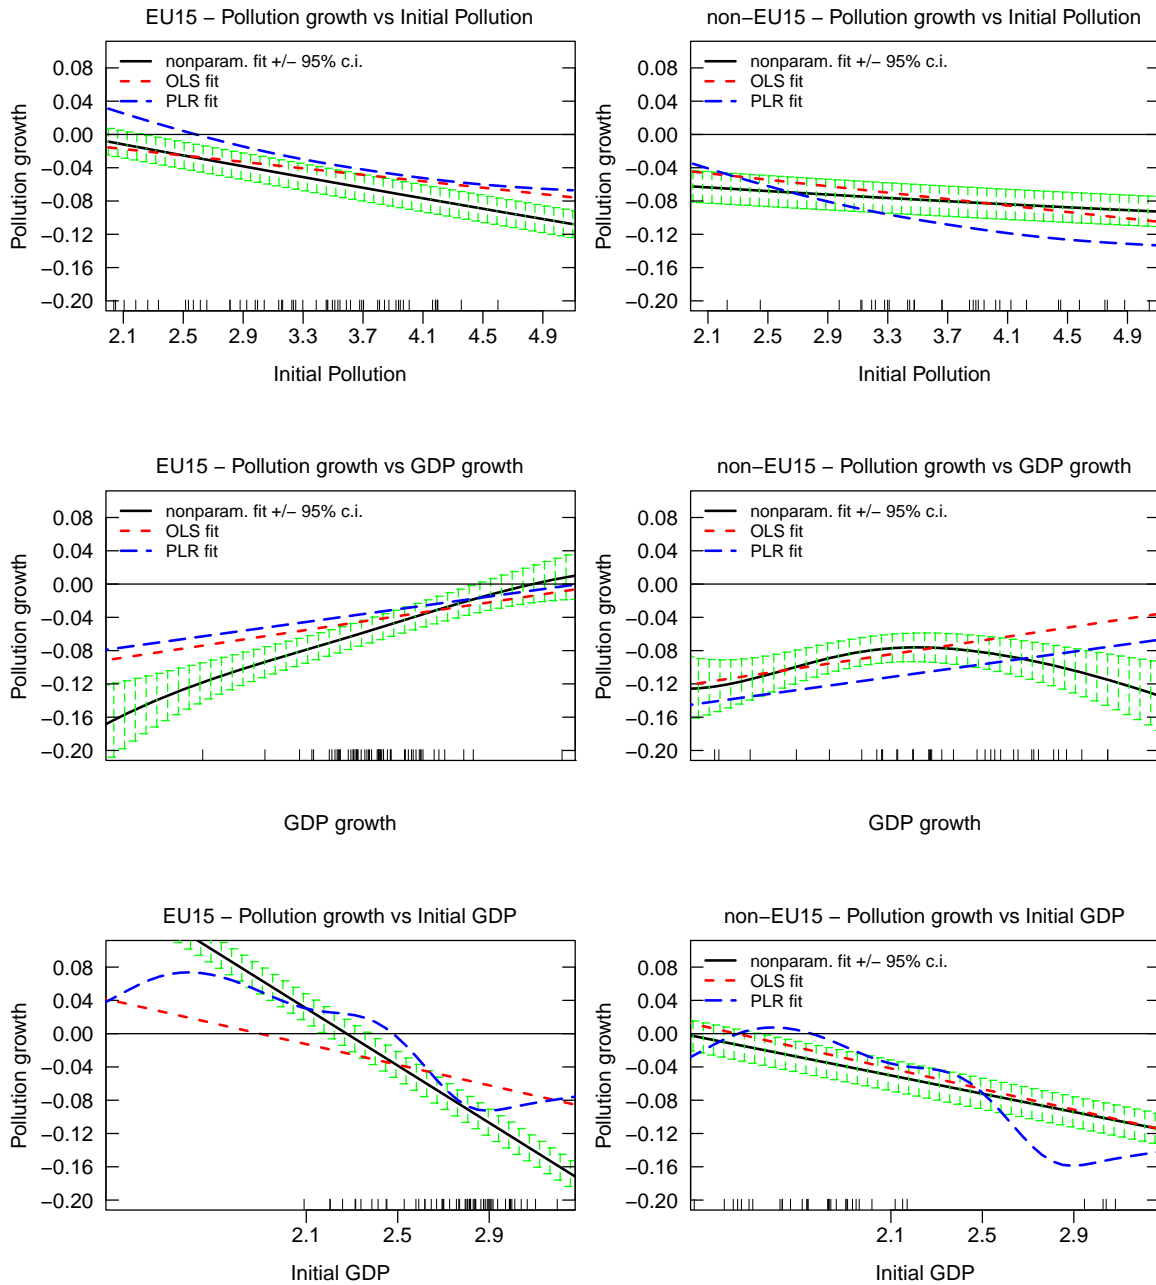 EU15 − Pollution growth vs Initial Pollution
nonparam. fit +/− 95% c.i.
OLS fit
PLR fit
Pollution growth
0.08
0.04
0.00
−0.04
−0.08
−0.12
−0.16
−0.20
2.1 2.5 2.9 3.3 3.7 4.1 4.5 4.9
Initial Pollution
non−EU15 − Pollution growth vs Initial Pollution
nonparam. fit +/− 95% c.i.
OLS fit
PLR fit
Pollution growth
0.08
0.04
0.00
−0.04
−0.08
−0.12
−0.16
−0.20
2.1 2.5 2.9 3.3 3.7 4.1 4.5 4.9
Initial Pollution
EU15 − Pollution growth vs GDP growth
nonparam. fit +/− 95% c.i.
OLS fit
PLR fit
Pollution growth
0.08
0.04
0.00
−0.04
−0.08
−0.12
−0.16
−0.20
GDP growth
non−EU15 − Pollution growth vs GDP growth
nonparam. fit +/− 95% c.i.
OLS fit
PLR fit
Pollution growth
0.08
0.04
0.00
−0.04
−0.08
−0.12
−0.16
−0.20
GDP growth
EU15 − Pollution growth vs Initial GDP
Pollution growth
0.08
0.04
0.00
−0.04
−0.08
−0.12
−0.16
−0.20
2.1 2.5 2.9
Initial GDP
non−EU15 − Pollution growth vs Initial GDP
nonparam. fit +/− 95% c.i.
OLS fit
PLR fit
Pollution growth
0.08
0.04
0.00
−0.04
−0.08
−0.12
−0.16
−0.20
2.1 2.5 2.9
Initial GDP